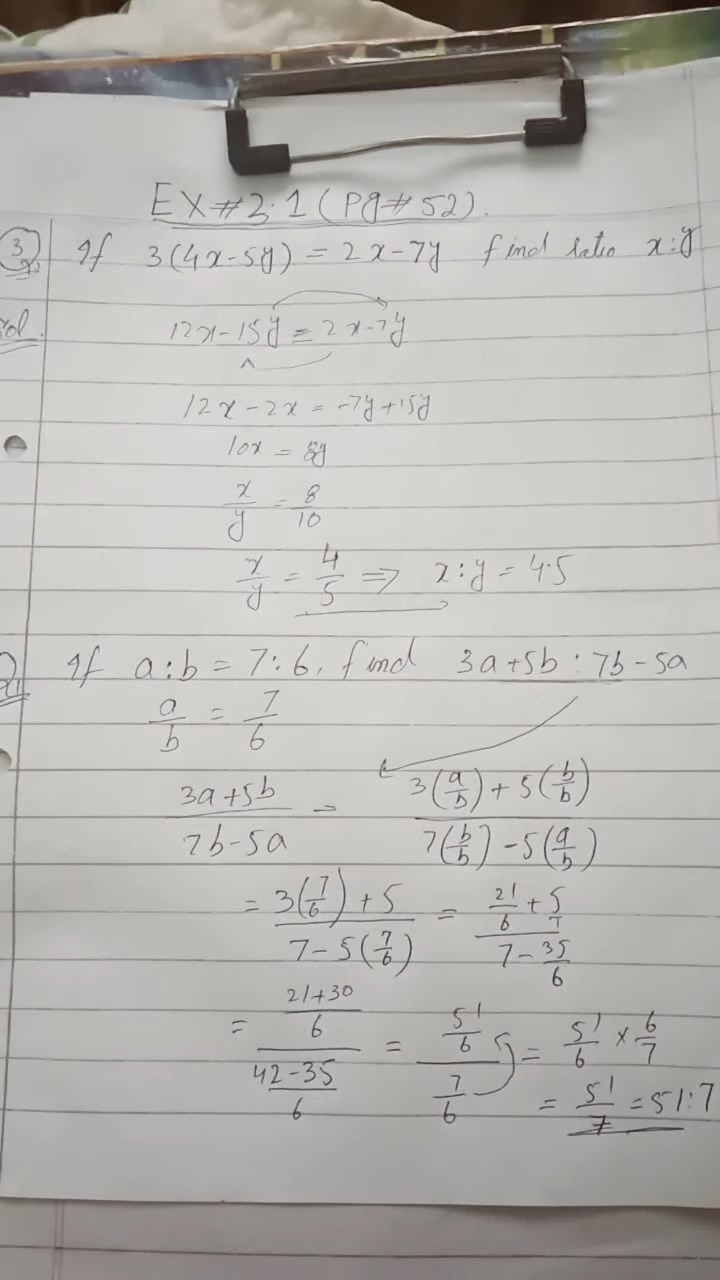 EX#3.1 (Pg#52).
3 If 3(4x-5y) = 2x-7y find ratio x:y
Sol. 12x-15y = 2x-7y
12x-2x = -7y+15y
10x = 8y
x/y = 8/10
x/y = 4/5 ⇒ x:y = 4.5
If a:b = 7:6, find 3a+5b : 7b-5a
a/b = 7/6
(3a+5b)/(7b-5a) = (3(a/b)+5(b/b))/(7(b/b)-5(a/b))
= (3(7/6)+5)/(7-5(7/6)) = (21/6+5/1)/(7-35/6)
= ((21+30)/6)/((42-35)/6) = (51/6)/(7/6) = 51/6 × 6/7
= 51/7 = 51:7